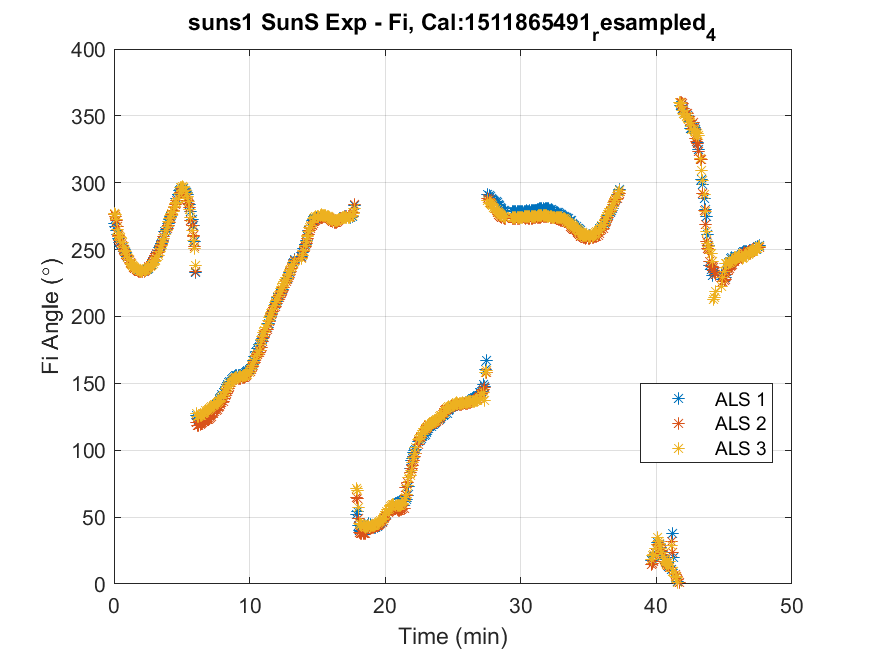 suns1 SunS Exp - Fi, Cal:1511865491resampled4
400
350
300
250
200
150
100
50
0
Fi Angle (°)
ALS 1
ALS 2
ALS 3
0 10 20 30 40 50
Time (min)